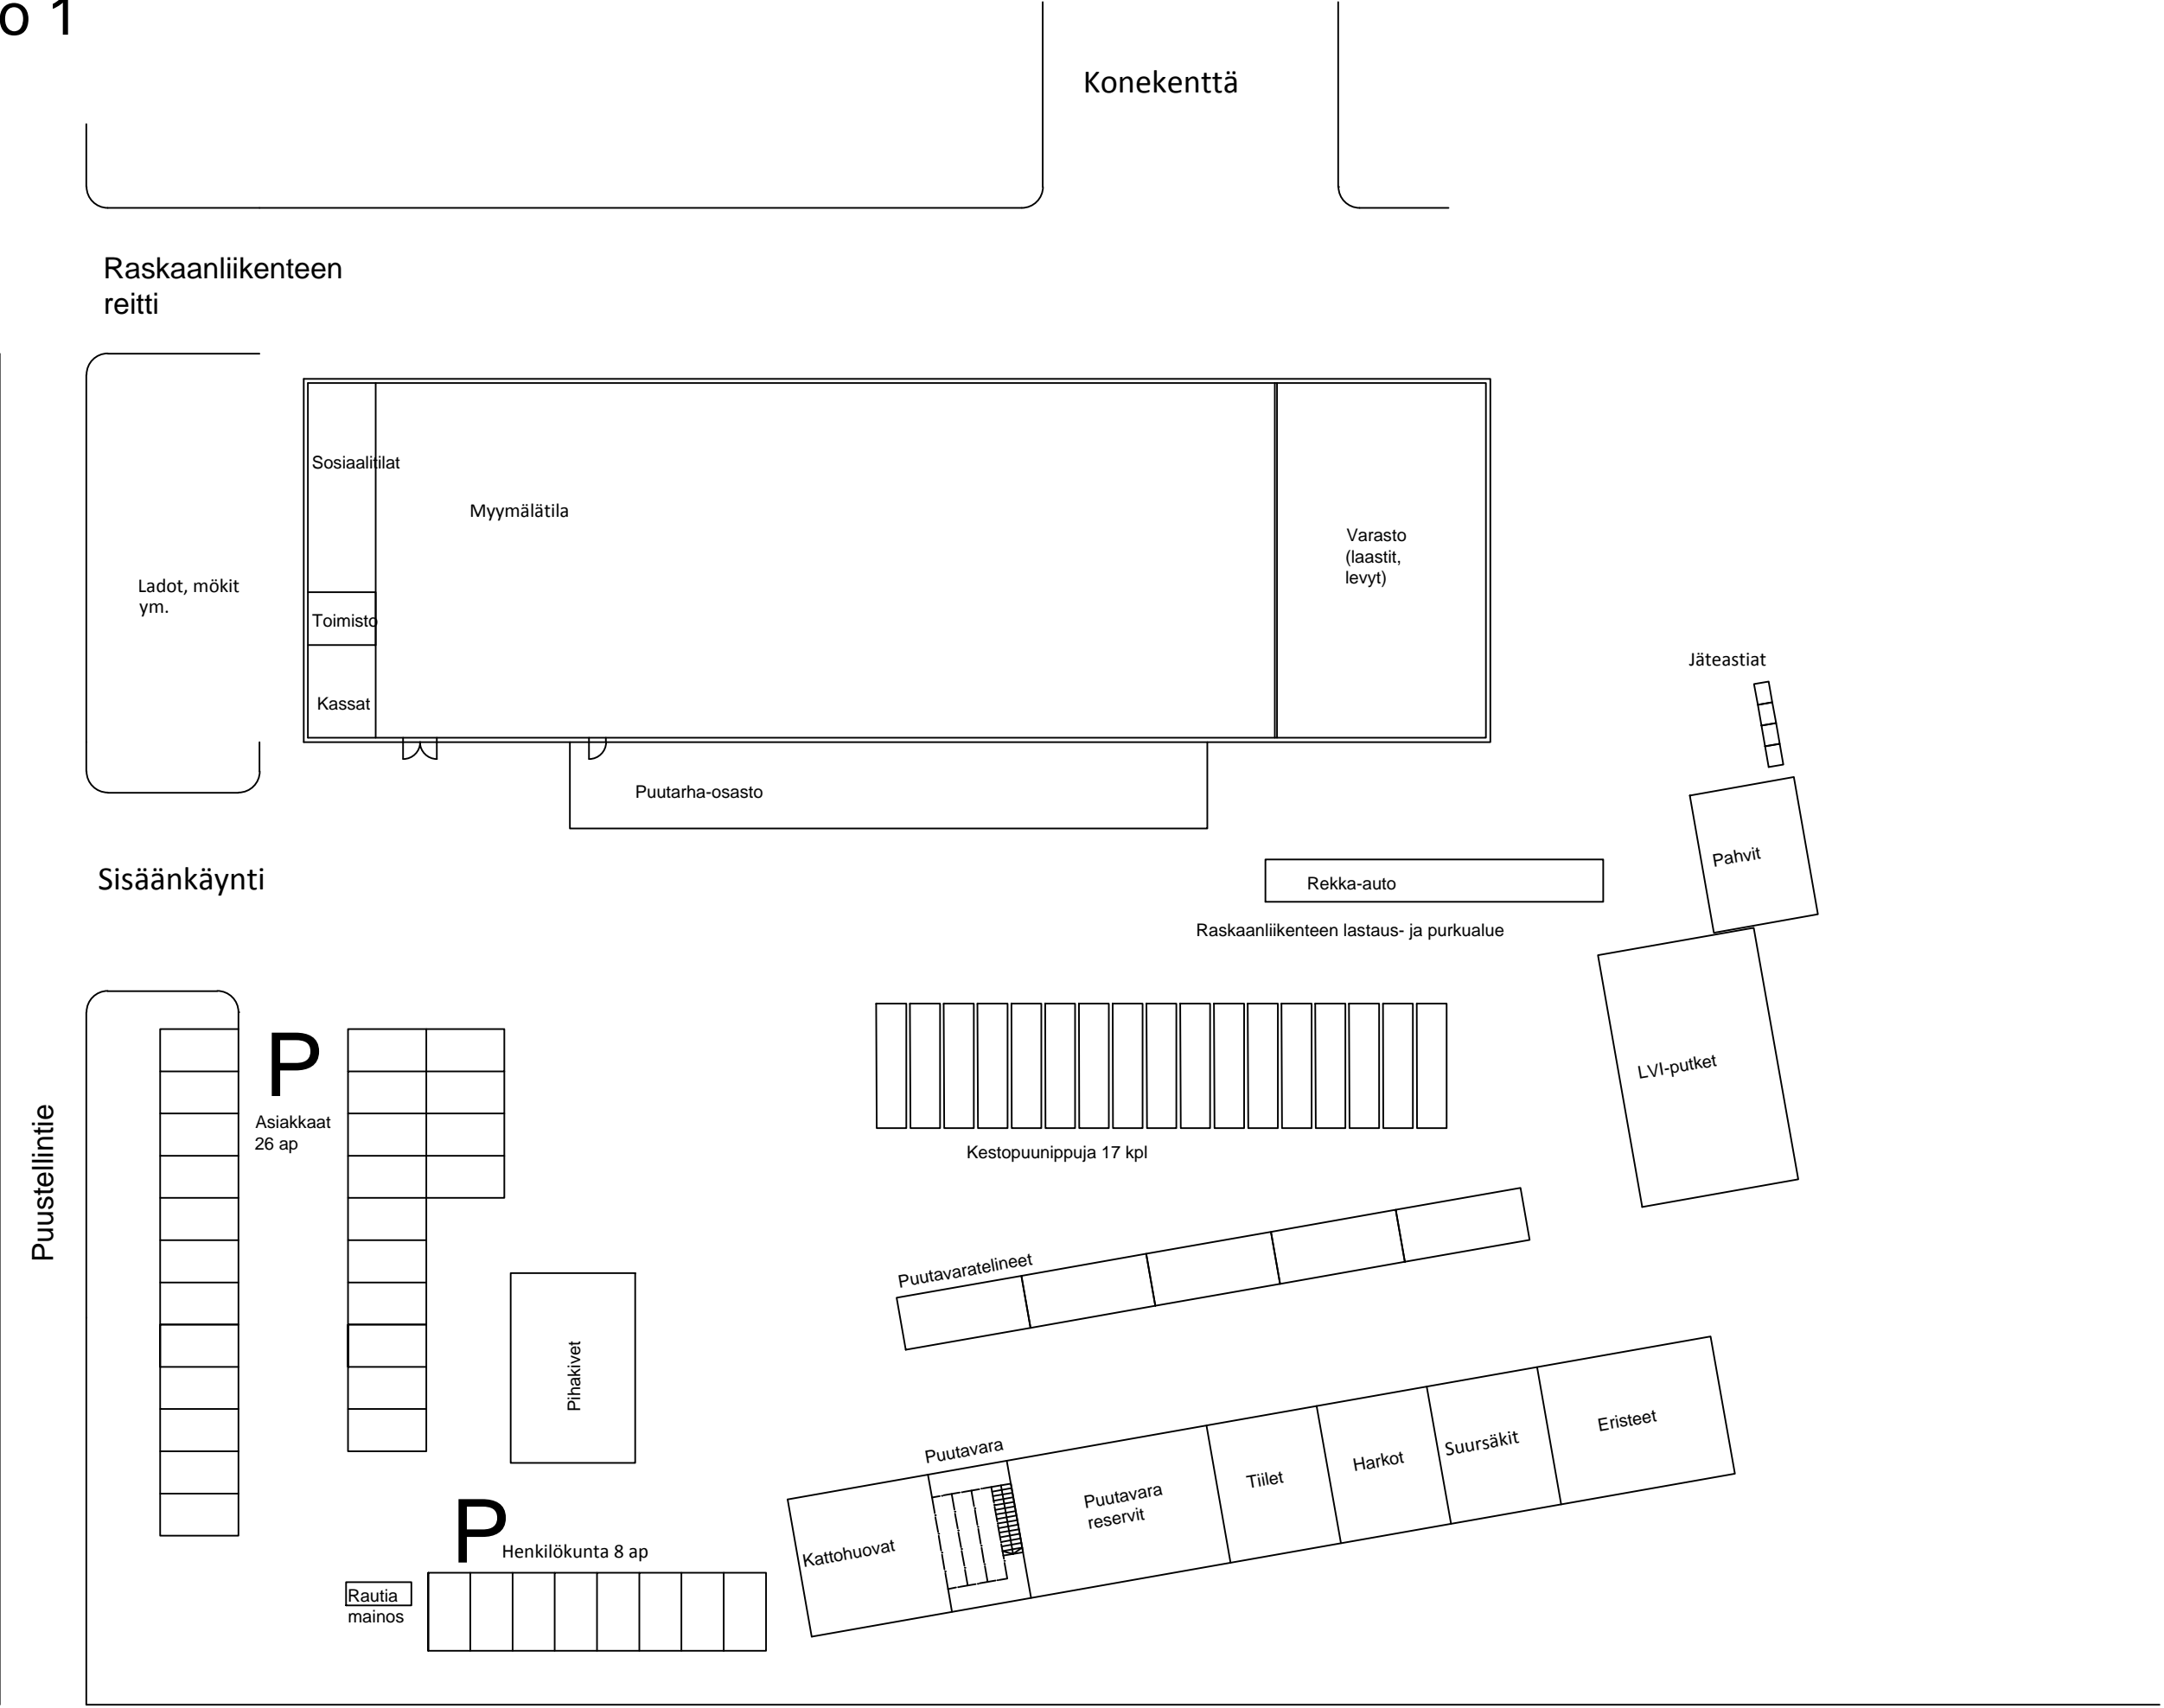 o 1
Konekenttä
Raskaanliikenteen
reitti
Sosiaalitilat
Myymälätila
Varasto
(laastit,
levyt)
Ladot, mökit
ym.
Toimisto
Kassat
Jäteastiat
Puutarha-osasto
Pahvit
Sisäänkäynti
Rekka-auto
Raskaanliikenteen lastaus- ja purkualue
P
Asiakkaat
26 ap
LVI-putket
Puustellintie
Kestopuunippuja 17 kpl
Puutavaratelineet
Pihakivet
Puutavara
Kattohuovat
Puutavara
reservit
Tiilet
Harkot
Suursäkit
Eristeet
P
Henkilökunta 8 ap
Rautia
mainos